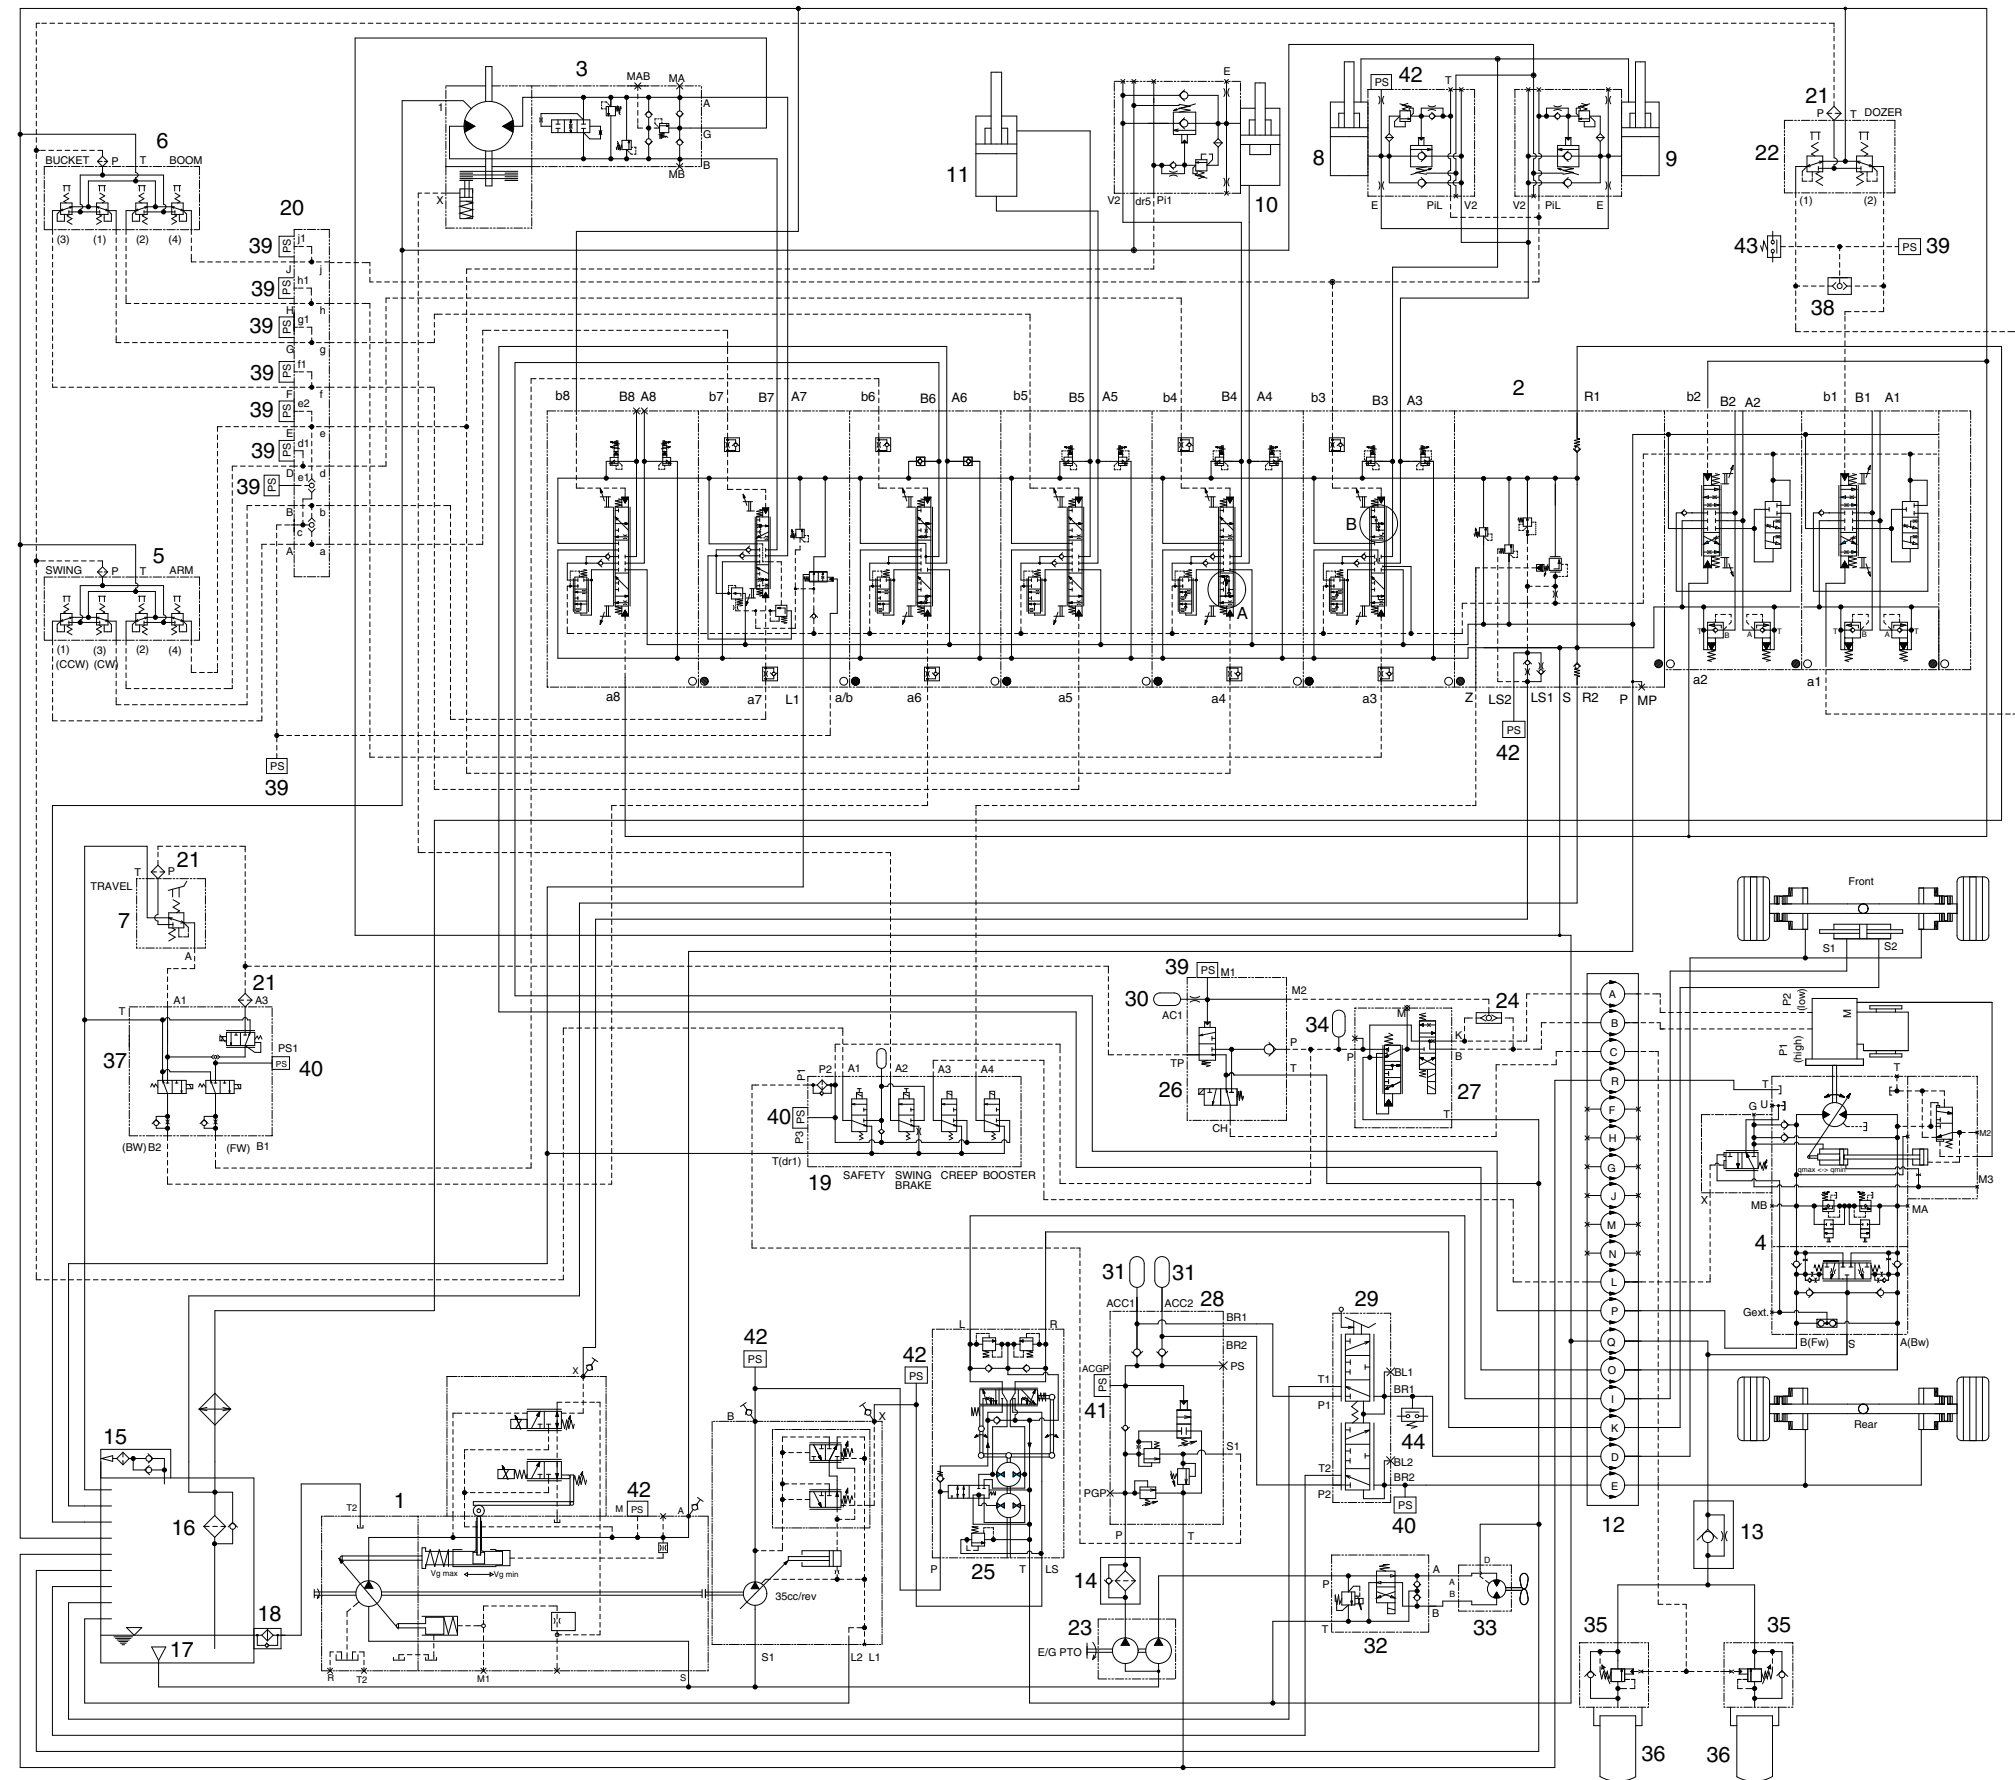 3
MAB
MA
1
A
G
B
MB
X
6
BUCKET
P
T
BOOM
(3)
(1)
(2)
(4)
20
39
PS
j1
J
j
39
PS
h1
H
h
39
PS
g1
G
g
39
PS
f1
F
f
39
PS
e2
E
e
39
PS
d1
D
d
39
PS
e1
B
b
c
A
a
5
SWING
P
T
ARM
(1)
(3)
(2)
(4)
(CCW)
(CW)
PS
39
11
E
V2
dr5
Pi1
10
PS
42
T
8
E
PiL
V2
V2
PiL
E
9
21
P
T
DOZER
22
(1)
(2)
43
PS
39
38
2
b8
B8
A8
b7
B7
A7
b6
B6
A6
b5
B5
A5
b4
B4
A4
b3
B3
A3
R1
b2
B2
A2
b1
B1
A1
B
A
T
B
A
T
T
B
A
T
a8
a7
L1
a/b
a6
a5
a4
a3
Z
LS2
LS1
S
R2
P
MP
a2
a1
PS
42
21
T
P
TRAVEL
7
A
21
A1
A3
T
37
PS1
PS
40
(BW)
B2
(FW)
B1
P1
P2
A1
A2
A3
A4
40
PS
P3
T(dr1)
19
SAFETY
SWING
BRAKE
CREEP
BOOSTER
39
PS
M1
30
AC1
M2
TP
P
T
26
CH
34
M
P
K
B
T
27
24
A
B
C
R
F
H
G
J
M
N
L
P
Q
O
I
K
D
E
12
Front
S1
S2
P2
(low)
P1
(high)
M
T
T
G
U
M2
qmax <-> qmin
M3
X
MB
MA
4
Gext.
B(Fw)
S
A(Bw)
Rear
31
31
ACC1
ACC2
28
BR1
BR2
ACGP
PS
41
PS
S1
PGP
P
T
29
T1
P1
BL1
BR1
44
T2
P2
BL2
BR2
PS
40
42
PS
42
PS
L
R
P
25
T
LS
X
B
X
15
16
17
18
1
T2
42
M
PS
A
Vg max
Vg min
R
T2
M1
S
35cc/rev
S1
L2
L1
14
23
E/G PTO
P
A
B
T
32
D
A
B
33
13
35
35
36
36